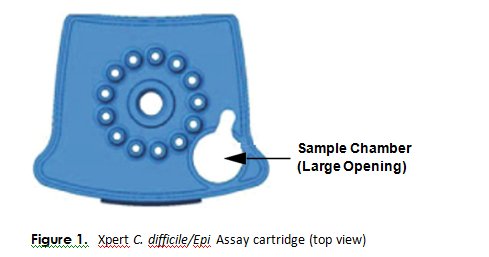 Sample Chamber
(Large Opening)
Figure 1. Xpert C. difficile/Epi Assay cartridge (top view)